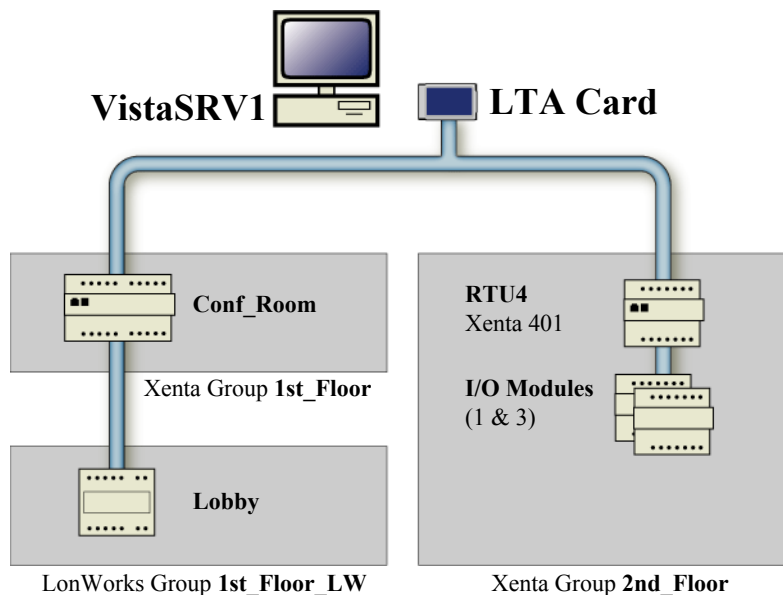 VistaSRV1
LTA Card
Conf_Room
Xenta Group 1st_Floor
Lobby
LonWorks Group 1st_Floor_LW
RTU4
Xenta 401
I/O Modules
(1 & 3)
Xenta Group 2nd_Floor